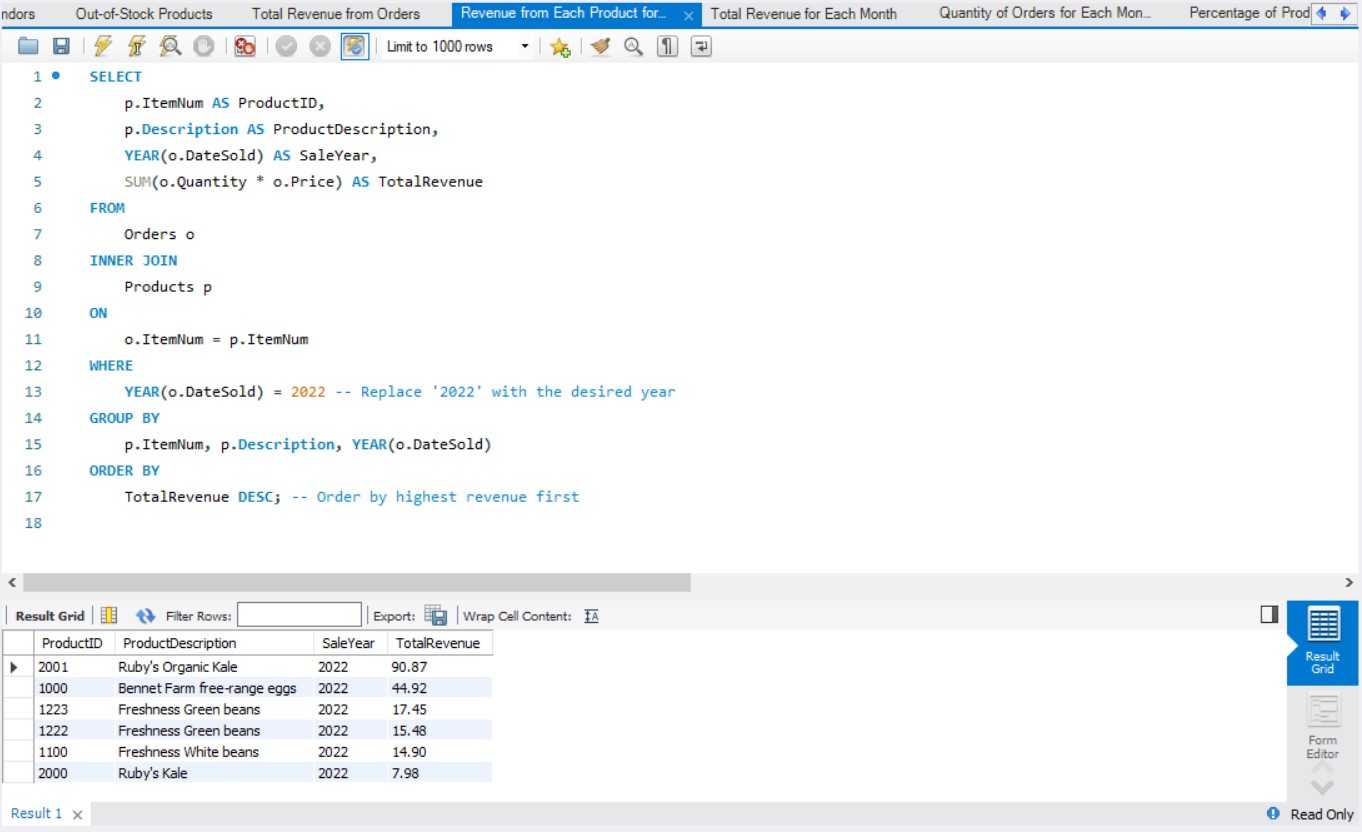 ndors Out-of-Stock Products Total Revenue from Orders Revenue from Each Product for... Total Revenue for Each Month Quantity of Orders for Each Mon... Percentage of Prod
Limit to 1000 rows
1 SELECT
2 p.ItemNum AS ProductID,
3 p.Description AS ProductDescription,
4 YEAR(o.DateSold) AS SaleYear,
5 SUM(o.Quantity * o.Price) AS TotalRevenue
6 FROM
7 Orders o
8 INNER JOIN
9 Products p
10 ON
11 o.ItemNum = p.ItemNum
12 WHERE
13 YEAR(o.DateSold) = 2022 -- Replace '2022' with the desired year
14 GROUP BY
15 p.ItemNum, p.Description, YEAR(o.DateSold)
16 ORDER BY
17 TotalRevenue DESC; -- Order by highest revenue first
18
Result Grid Filter Rows: Export: Wrap Cell Content:
ProductID ProductDescription SaleYear TotalRevenue
2001 Ruby's Organic Kale 2022 90.87
1000 Bennet Farm free-range eggs 2022 44.92
1223 Freshness Green beans 2022 17.45
1222 Freshness Green beans 2022 15.48
1100 Freshness White beans 2022 14.90
2000 Ruby's Kale 2022 7.98
Result
Grid
Form
Editor
Result 1 Read Only